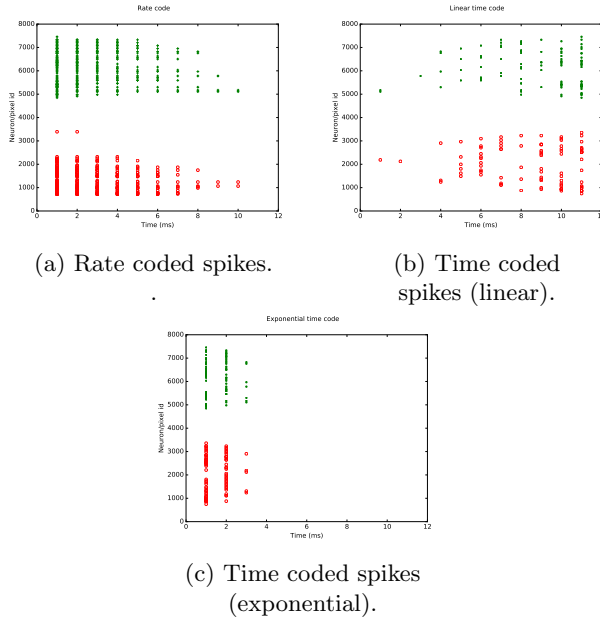 Rate code
Neuron/pixel id
8000
7000
6000
5000
4000
3000
2000
1000
0
0 2 4 6 8 10 12
Time (ms)
(a) Rate coded spikes.
.
Linear time code
Neuron/pixel id
8000
7000
6000
5000
4000
3000
2000
1000
0
0 2 4 6 8 10 12
Time (ms)
(b) Time coded
spikes (linear).
Exponential time code
Neuron/pixel id
8000
7000
6000
5000
4000
3000
2000
1000
0
0 2 4 6 8 10 12
Time (ms)
(c) Time coded spikes
(exponential).